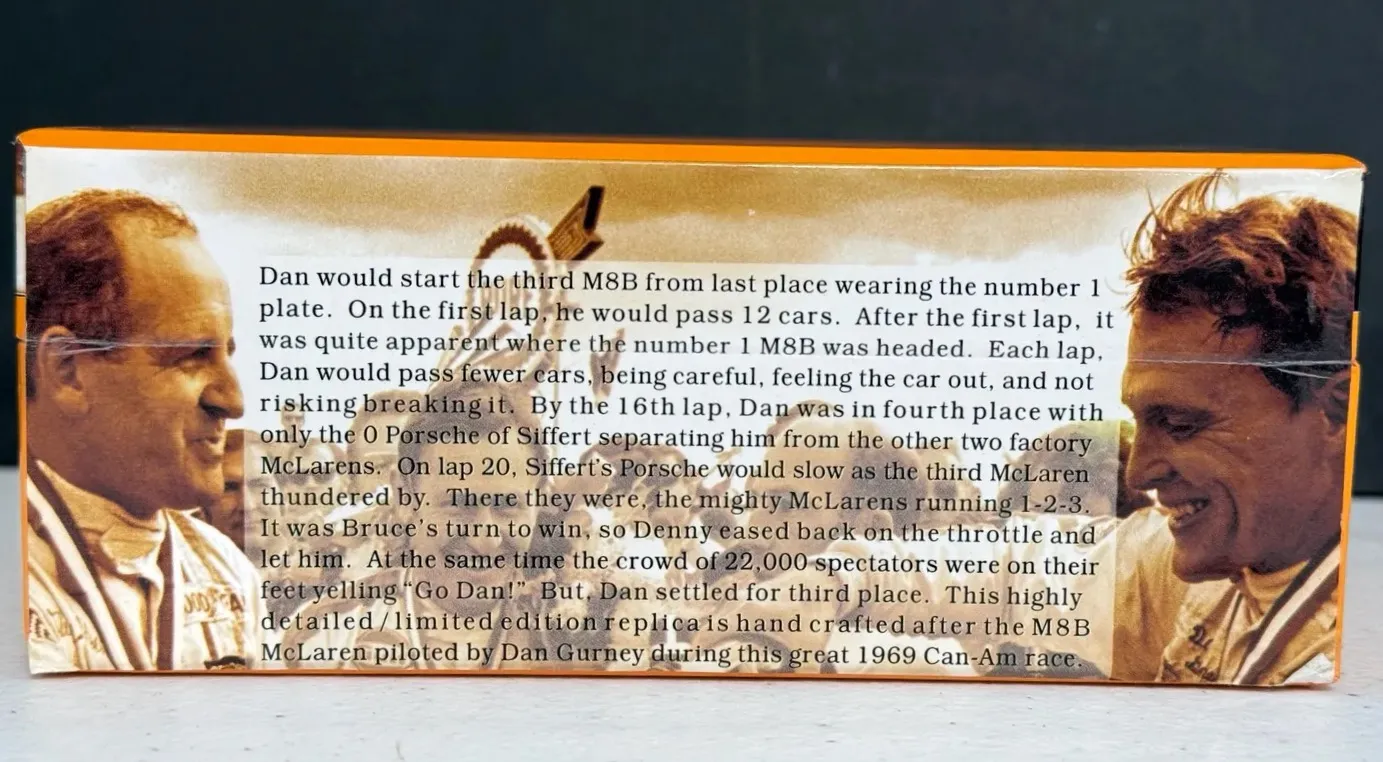 Dan would start the third M8B from last place wearing the number 1
plate. On the first lap, he would pass 12 cars. After the first lap, it
was quite apparent where the number 1 M8B was headed. Each lap,
Dan would pass fewer cars, being careful, feeling the car out, and not
risking breaking it. By the 16th lap, Dan was in fourth place with
only the 0 Porsche of Siffert separating him from the other two factory
McLarens. On lap 20, Siffert's Porsche would slow as the third McLaren
thundered by. There they were, the mighty McLarens running 1-2-3.
It was Bruce's turn to win, so Denny eased back on the throttle and
let him. At the same time the crowd of 22,000 spectators were on their
feet yelling “Go Dan!” But, Dan settled for third place. This highly
detailed/limited edition replica is hand crafted after the M8B
McLaren piloted by Dan Gurney during this great 1969 Can-Am race.